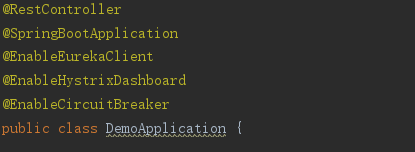 @RestController
@SpringBootApplication
@EnableEurekaClient
@EnableHystrixDashboard
@EnableCircuitBreaker
public class DemoApplication {